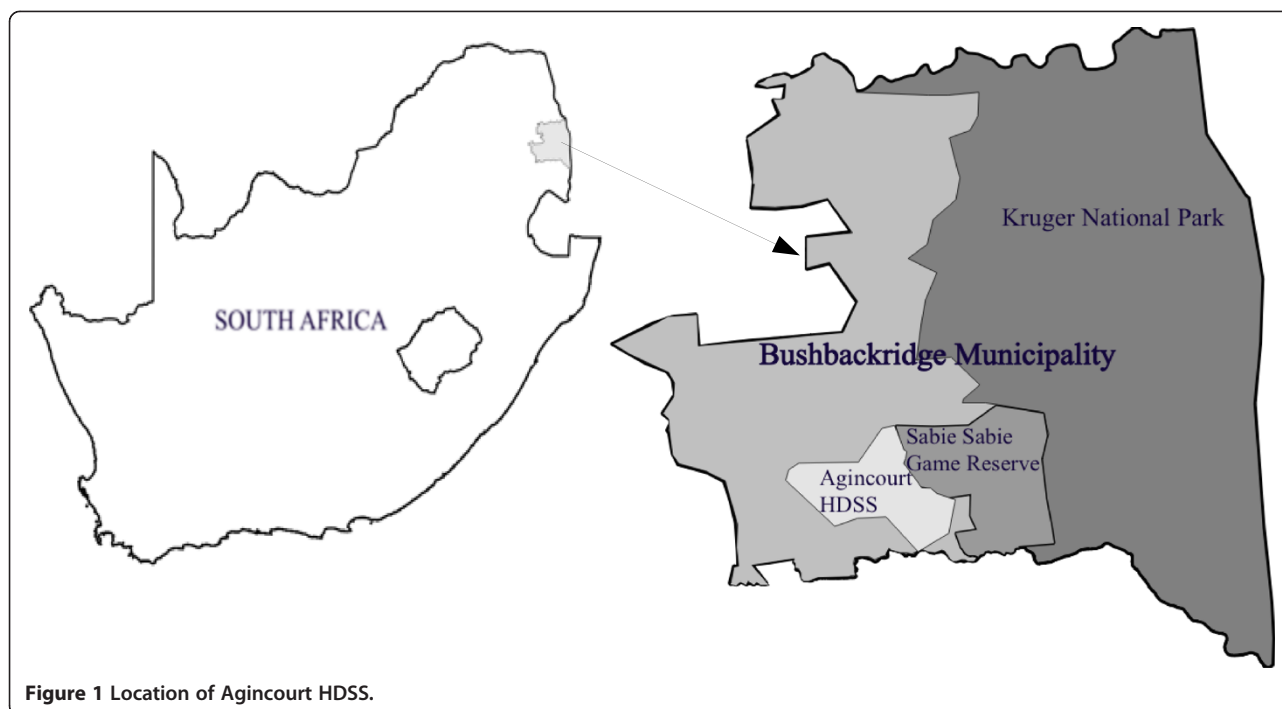 SOUTH AFRICA
Kruger National Park
Bushbackridge Municipality
Sabie Sabie
Game Reserve
Agincourt
HDSS
Figure 1 Location of Agincourt HDSS.